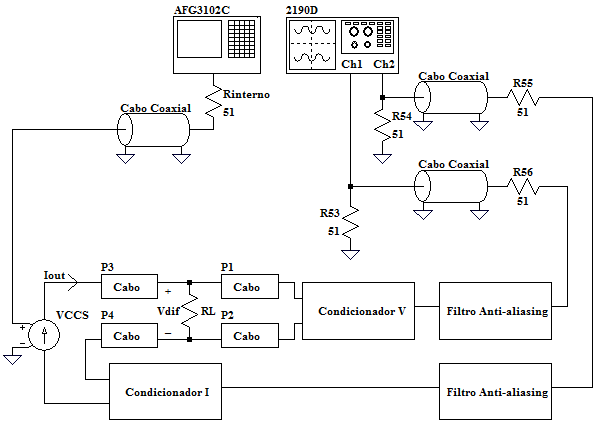 AFG3102C
2190D
Ch1 Ch2
Rinterno
51
Cabo Coaxial
Cabo Coaxial
R55
51
R54
51
Cabo Coaxial
R56
51
R53
51
Iout
P3
Cabo
P1
Cabo
+
Vdif
RL
−
VCCS
+
−
P4
Cabo
P2
Cabo
Condicionador V
Filtro Anti-aliasing
Condicionador I
Filtro Anti-aliasing